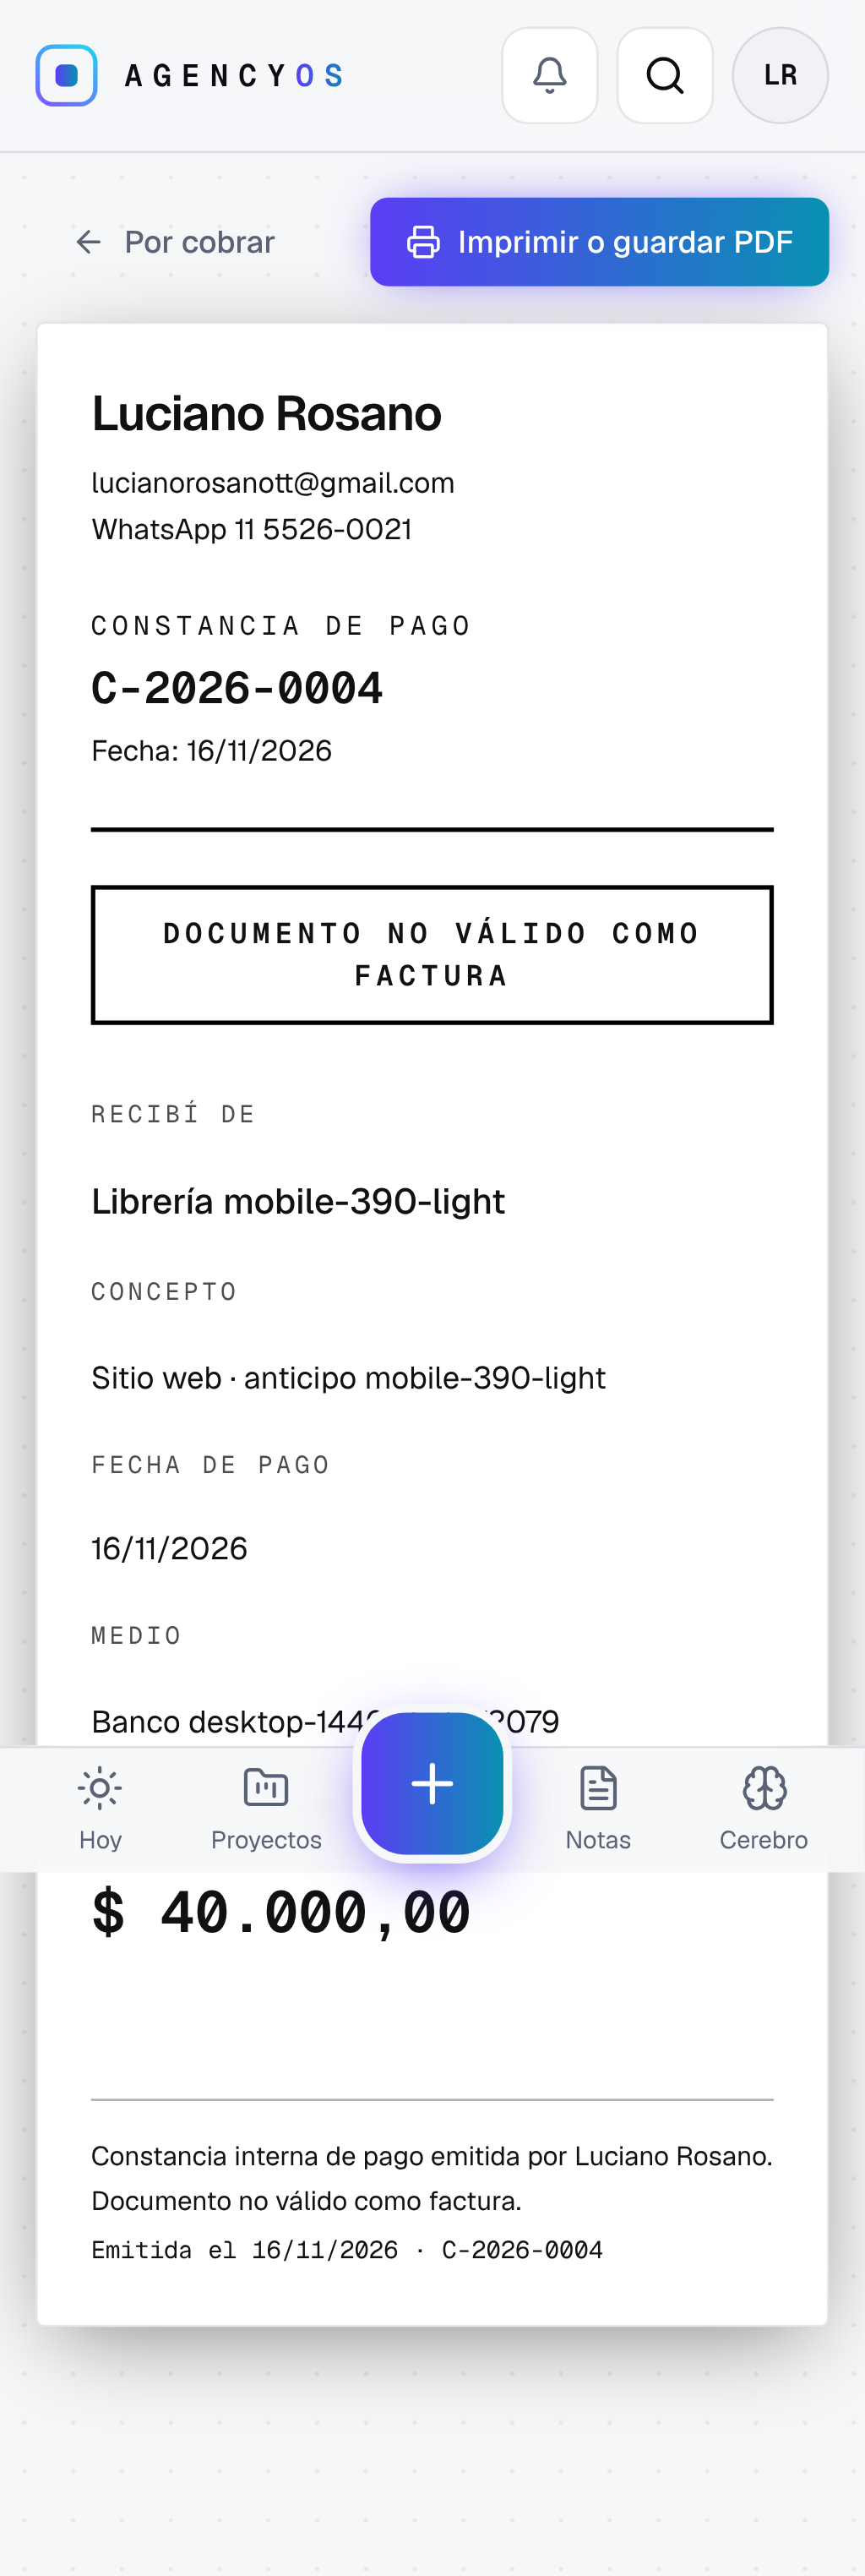 AGENCYOS
LR
Por cobrar
Imprimir o guardar PDF
Luciano Rosano
lucianorosanott@gmail.com
WhatsApp 11 5526-0021
CONSTANCIA DE PAGO
C-2026-0004
Fecha: 16/11/2026
DOCUMENTO NO VÁLIDO COMO
FACTURA
RECIBÍ DE
Librería mobile-390-light
CONCEPTO
Sitio web · anticipo mobile-390-light
FECHA DE PAGO
16/11/2026
MEDIO
Banco
Hoy
Proyectos
Notas
Cerebro
$ 40.000,00
Constancia interna de pago emitida por Luciano Rosano.
Documento no válido como factura.
Emitida el 16/11/2026 · C-2026-0004